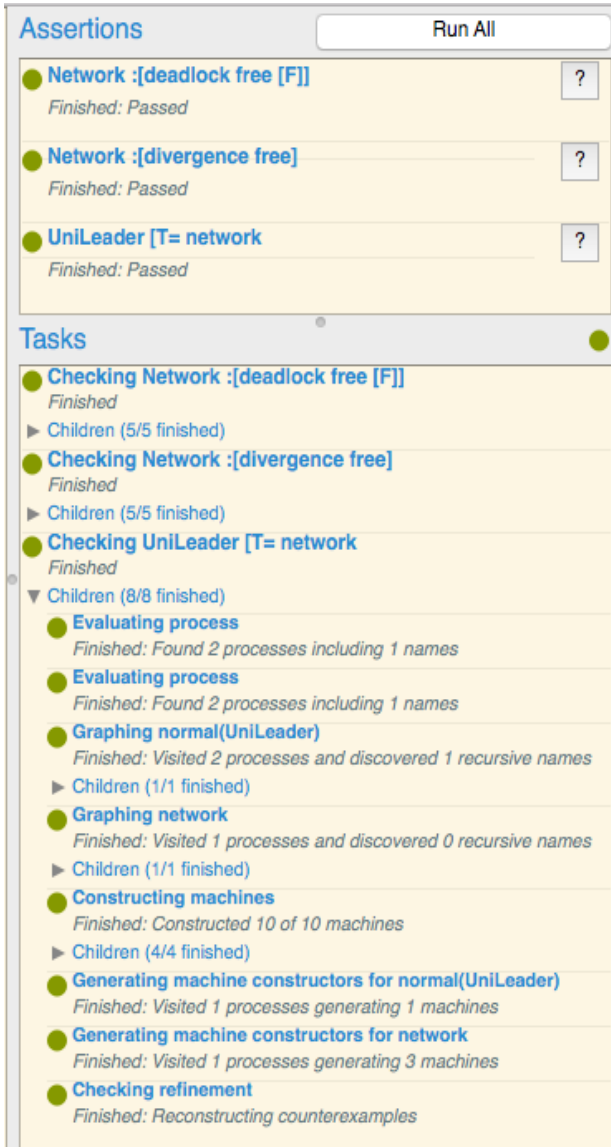 Assertions
Run All
Network :[deadlock free [F]]
?
Finished: Passed
Network :[divergence free]
?
Finished: Passed
UniLeader [T= network
?
Finished: Passed
Tasks
Checking Network :[deadlock free [F]]
Finished
Children (5/5 finished)
Checking Network :[divergence free]
Finished
Children (5/5 finished)
Checking UniLeader [T= network
Finished
Children (8/8 finished)
Evaluating process
Finished: Found 2 processes including 1 names
Evaluating process
Finished: Found 2 processes including 1 names
Graphing normal(UniLeader)
Finished: Visited 2 processes and discovered 1 recursive names
Children (1/1 finished)
Graphing network
Finished: Visited 1 processes and discovered 0 recursive names
Children (1/1 finished)
Constructing machines
Finished: Constructed 10 of 10 machines
Children (4/4 finished)
Generating machine constructors for normal(UniLeader)
Finished: Visited 1 processes generating 1 machines
Generating machine constructors for network
Finished: Visited 1 processes generating 3 machines
Checking refinement
Finished: Reconstructing counterexamples